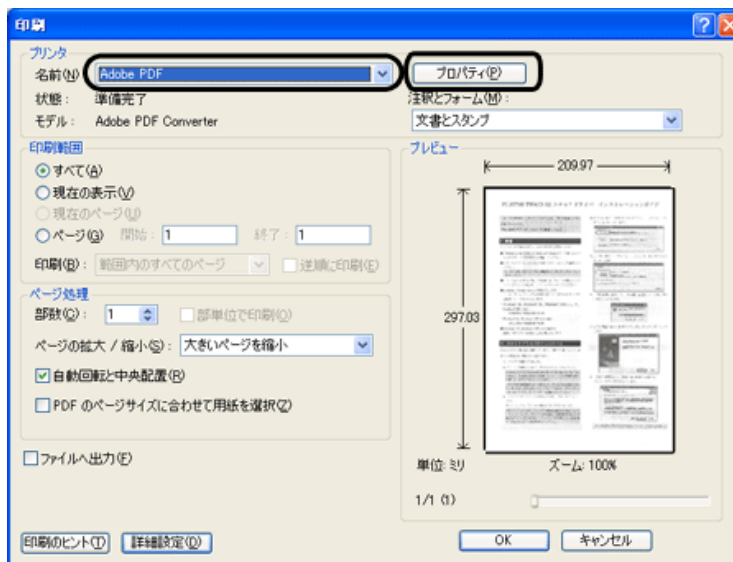 印刷
プリンタ
名前(N) Adobe PDF プロパティ(P)
状態: 準備完了 注釈とフォーム(M):
モデル: Adobe PDF Converter 文書とスタンプ
印刷範囲 プレビュー
すべて(A) 209.97
現在の表示(V)
現在のページ(U)
ページ(G) 開始: 1 終了: 1
印刷(B): 範囲内のすべてのページ 逆順に印刷(E)
ページ処理
部数(C): 1 部単位で印刷(O) 297.03
ページの拡大 / 縮小(S): 大きいページを縮小
自動回転と中央配置(R)
PDF のページサイズに合わせて用紙を選択(Z)
ファイルへ出力(F) 単位: ミリ ズーム: 100%
1/1 (1)
印刷のヒント(T) 詳細設定(D) OK キャンセル